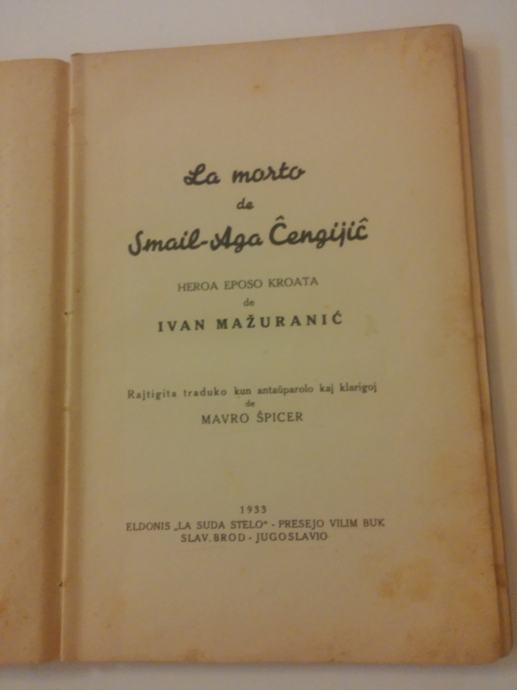 La morto
de
Smail-Aga Ĉengijiĉ
HEROA EPOSO KROATA
de
IVAN MAŽURANIĆ
Rajtigita traduko kun antaŭparolo kaj klarigoj
de
MAVRO ŠPICER
1933
ELDONIS „LA SUDA STELO" - PRESEJO VILIM BUK
SLAV. BROD - JUGOSLAVIO